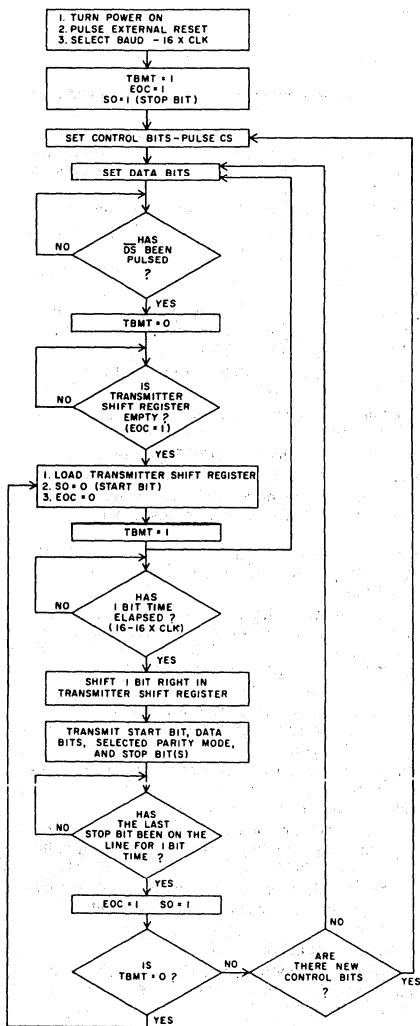 1. TURN POWER ON
2. PULSE EXTERNAL RESET
3. SELECT BAUD - 16 X CLK
TBMT = 1
EOC = 1
SO = 1 (STOP BIT)
SET CONTROL BITS - PULSE CS
SET DATA BITS
HAS
D̅S̅ BEEN
PULSED
?
NO
YES
TBMT = 0
IS
TRANSMITTER
SHIFT REGISTER
EMPTY ?
(EOC = 1)
NO
YES
1. LOAD TRANSMITTER SHIFT REGISTER
2. SO = 0 (START BIT)
3. EOC = 0
TBMT = 1
HAS
1 BIT TIME
ELAPSED ?
(16-16 X CLK)
NO
YES
SHIFT 1 BIT RIGHT IN
TRANSMITTER SHIFT REGISTER
TRANSMIT START BIT, DATA
BITS, SELECTED PARITY MODE,
AND STOP BIT(S)
HAS
THE LAST
STOP BIT BEEN ON THE
LINE FOR 1 BIT
TIME ?
NO
YES
EOC = 1 SO = 1
IS
TBMT = 0 ?
NO
YES
ARE
THERE NEW
CONTROL BITS
?
NO
YES